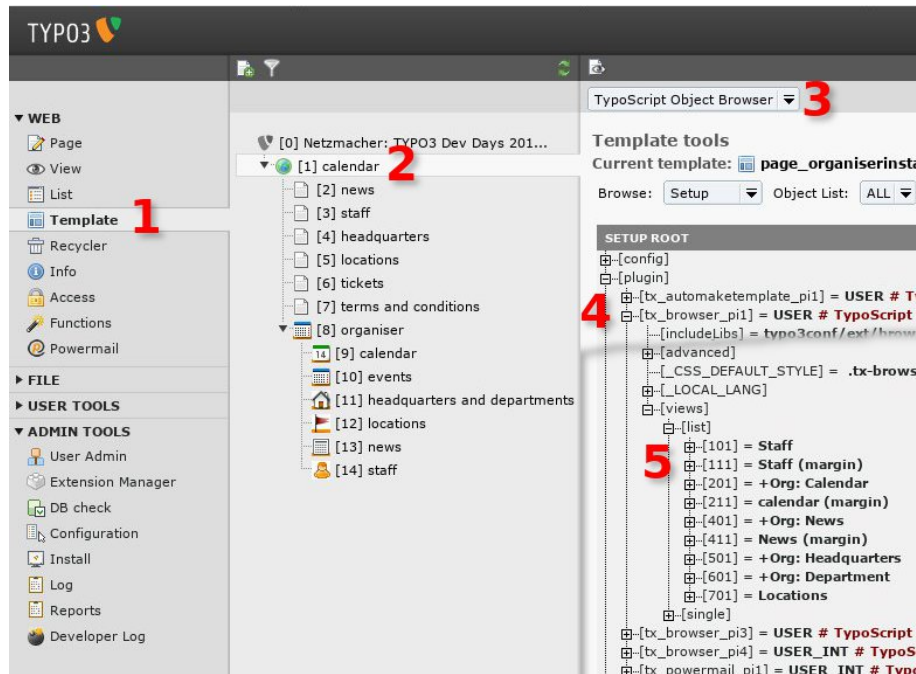 TYPO3
▼ WEB
Page
View
List
Template
Recycler
Info
Access
Functions
Powermail
▶ FILE
▶ USER TOOLS
▼ ADMIN TOOLS
User Admin
Extension Manager
DB check
Configuration
Install
Log
Reports
Developer Log
1
[0] Netzmacher: TYPO3 Dev Days 201...
[1] calendar
2
[2] news
[3] staff
[4] headquarters
[5] locations
[6] tickets
[7] terms and conditions
[8] organiser
14 [9] calendar
[10] events
[11] headquarters and departments
[12] locations
[13] news
[14] staff
TypoScript Object Browser
3
Template tools
Current template: page_organiserinsta
Browse: Setup Object List: ALL
SETUP ROOT
[config]
[plugin]
[tx_automaketemplate_pi1] = USER # Ty
4
[tx_browser_pi1] = USER # TypoScript
[includeLibs] = typo3conf/ext/brow
[advanced]
[_CSS_DEFAULT_STYLE] = .tx-brows
[_LOCAL_LANG]
[views]
[list]
5
[101] = Staff
[111] = Staff (margin)
[201] = +Org: Calendar
[211] = calendar (margin)
[401] = +Org: News
[411] = News (margin)
[501] = +Org: Headquarters
[601] = +Org: Department
[701] = Locations
[single]
[tx_browser_pi3] = USER # TypoScript
[tx_browser_pi4] = USER_INT # TypoS
[tx_powermail_pi1] = USER_INT # Typo